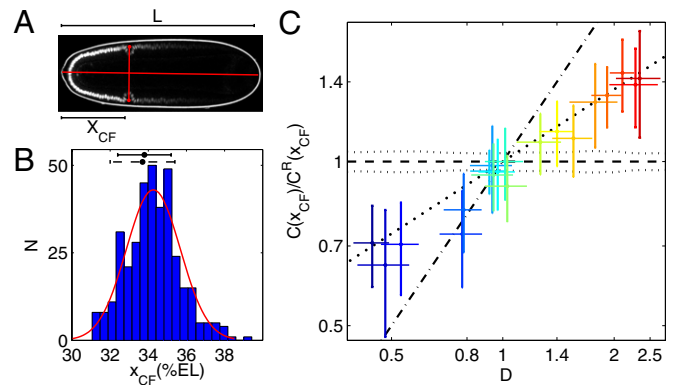 A
L
X_CF
B
50
25
0
N
30 32 34 36 38
x_CF(%EL)
C
1.4
1
0.7
0.5
C(x_CF)/C^R(x_CF)
0.5 0.8 1 1.4 2 2.5
D